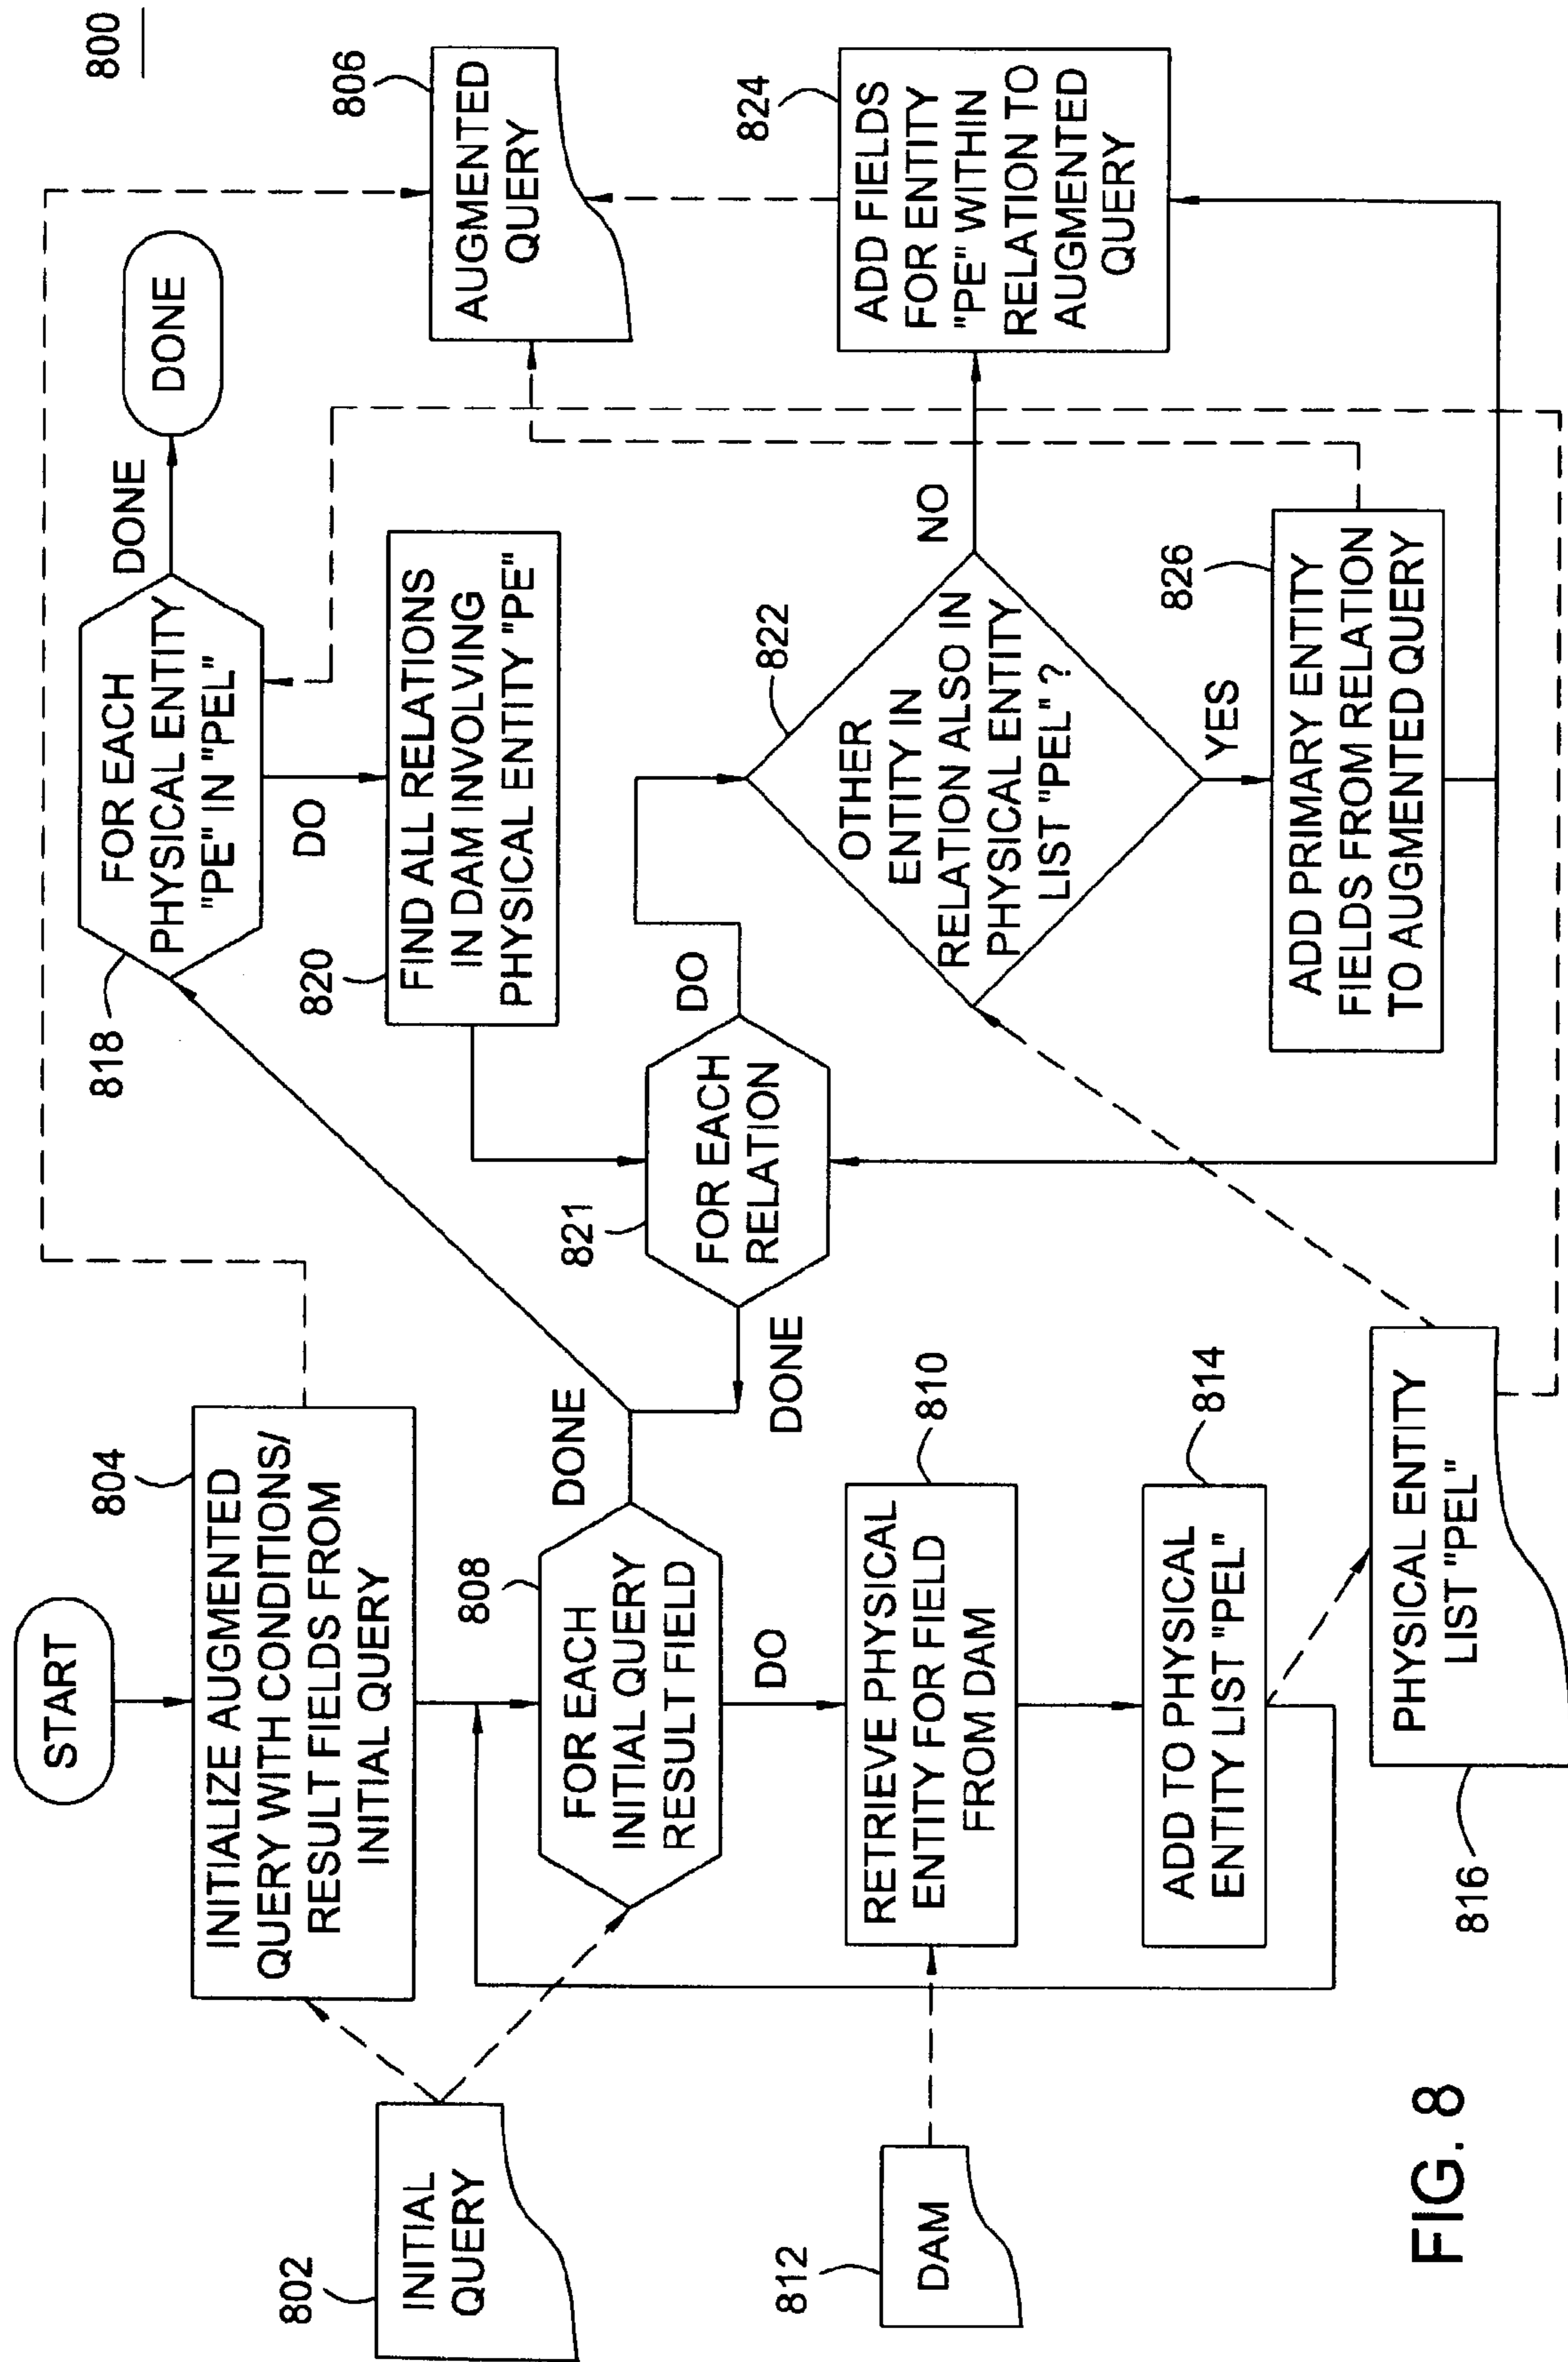 800
START
804
INITIALIZE AUGMENTED
QUERY WITH CONDITIONS/
RESULT FIELDS FROM
INITIAL QUERY
802
INITIAL
QUERY
808
FOR EACH
INITIAL QUERY
RESULT FIELD
DONE
DO
810
RETRIEVE PHYSICAL
ENTITY FOR FIELD
FROM DAM
812
DAM
814
ADD TO PHYSICAL
ENTITY LIST "PEL"
816
PHYSICAL ENTITY
LIST "PEL"
818
FOR EACH
PHYSICAL ENTITY
"PE" IN "PEL"
DONE
DONE
DO
820
FIND ALL RELATIONS
IN DAM INVOLVING
PHYSICAL ENTITY "PE"
821
FOR EACH
RELATION
DONE
DO
822
OTHER
ENTITY IN
RELATION ALSO IN
PHYSICAL ENTITY
LIST "PEL" ?
NO
YES
806
AUGMENTED
QUERY
824
ADD FIELDS
FOR ENTITY
"PE" WITHIN
RELATION TO
AUGMENTED
QUERY
826
ADD PRIMARY ENTITY
FIELDS FROM RELATION
TO AUGMENTED QUERY
FIG. 8